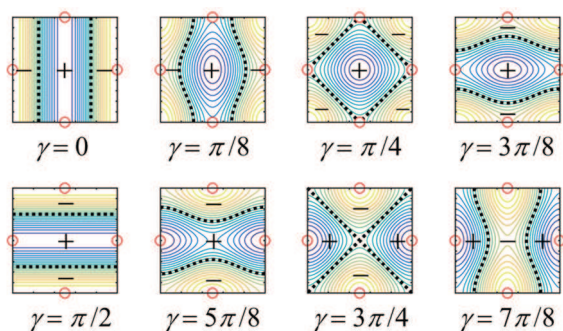 γ = 0
γ = π/8
γ = π/4
γ = 3π/8
γ = π/2
γ = 5π/8
γ = 3π/4
γ = 7π/8